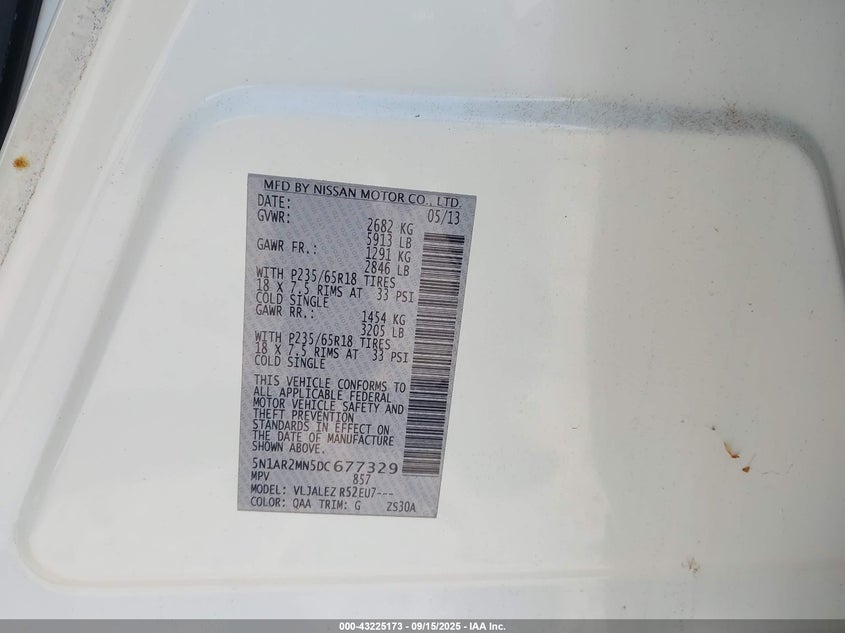 MFD BY NISSAN MOTOR CO., LTD.
DATE: 05/13
GVWR: 2682 KG
5913 LB
GAWR FR.: 1291 KG
2846 LB
WITH P235/65R18 TIRES
18 X 7.5 RIMS AT 33 PSI
COLD SINGLE
GAWR RR.: 1454 KG
3205 LB
WITH P235/65R18 TIRES
18 X 7.5 RIMS AT 33 PSI
COLD SINGLE
THIS VEHICLE CONFORMS TO
ALL APPLICABLE FEDERAL
MOTOR VEHICLE SAFETY AND
THEFT PREVENTION
STANDARDS IN EFFECT ON
THE DATE OF MANUFACTURE
SHOWN ABOVE.
5N1AR2MN5DC677329
MPV 857
MODEL: VLJALEZ R52EU7---
COLOR: QAA TRIM: G ZS30A
000-43225173 - 09/15/2025 - IAA Inc.